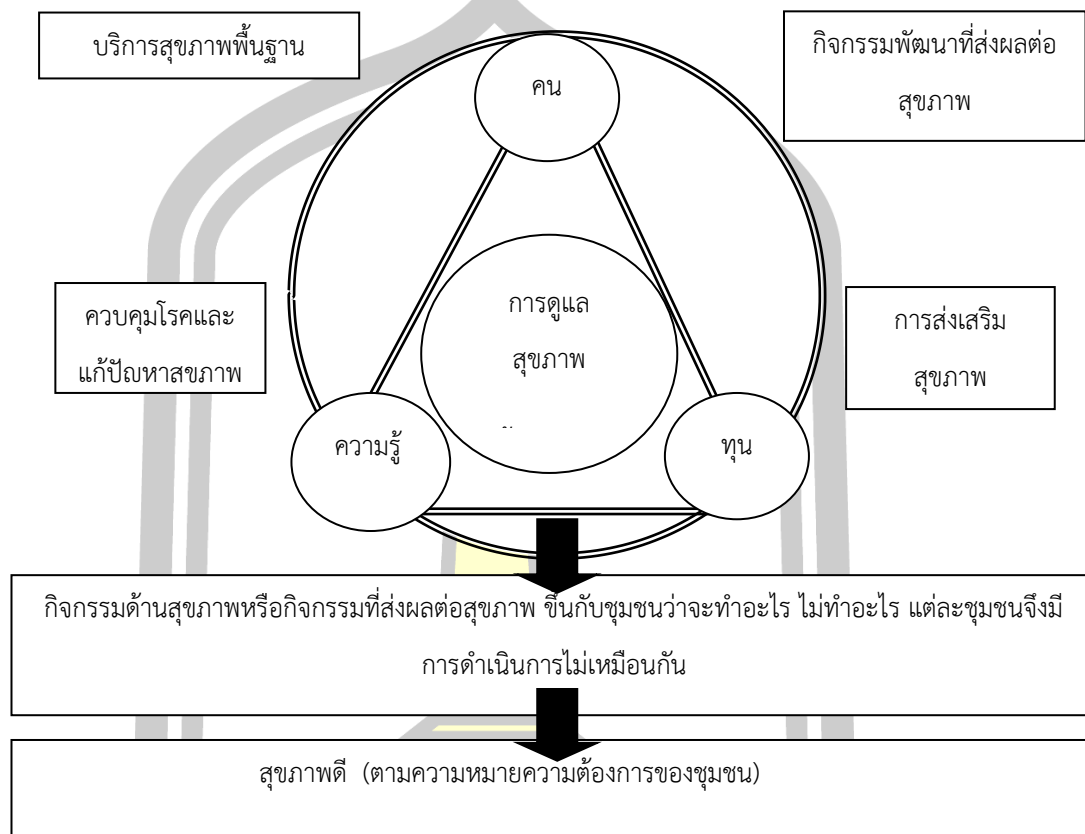 บริการสุขภาพพื้นฐาน
กิจกรรมพัฒนาที่ส่งผลต่อ
สุขภาพ
คน
ควบคุมโรคและ
แก้ปัญหาสขภาพ
การดูแล
สุขภาพ
การส่งเสริม
สุขภาพ
ความรู้
ทุน
กิจกรรมด้านสุขภาพหรือกิจกรรมที่ส่งผลต่อสุขภาพ ขึ้นกับชุมชนว่าจะทำอะไร ไม่ทำอะไร แต่ละชุมชนจึงมี
การดำเนินการไม่เหมือนกัน
สุขภาพดี (ตามความหมายความต้องการของชุมชน)